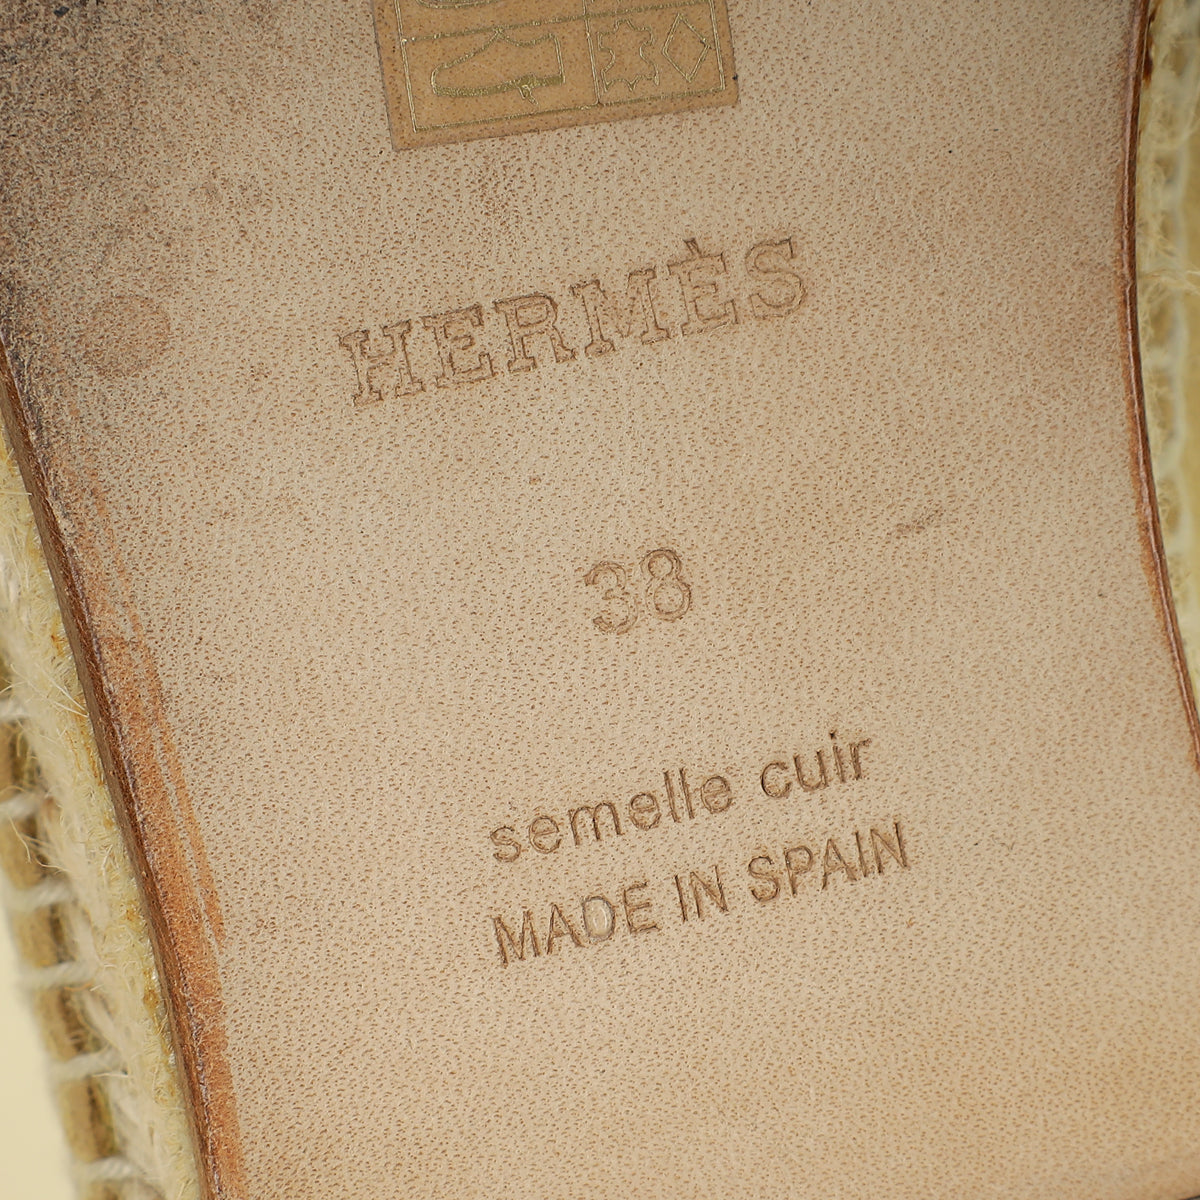 HERMÈS
38
semelle cuir
MADE IN SPAIN